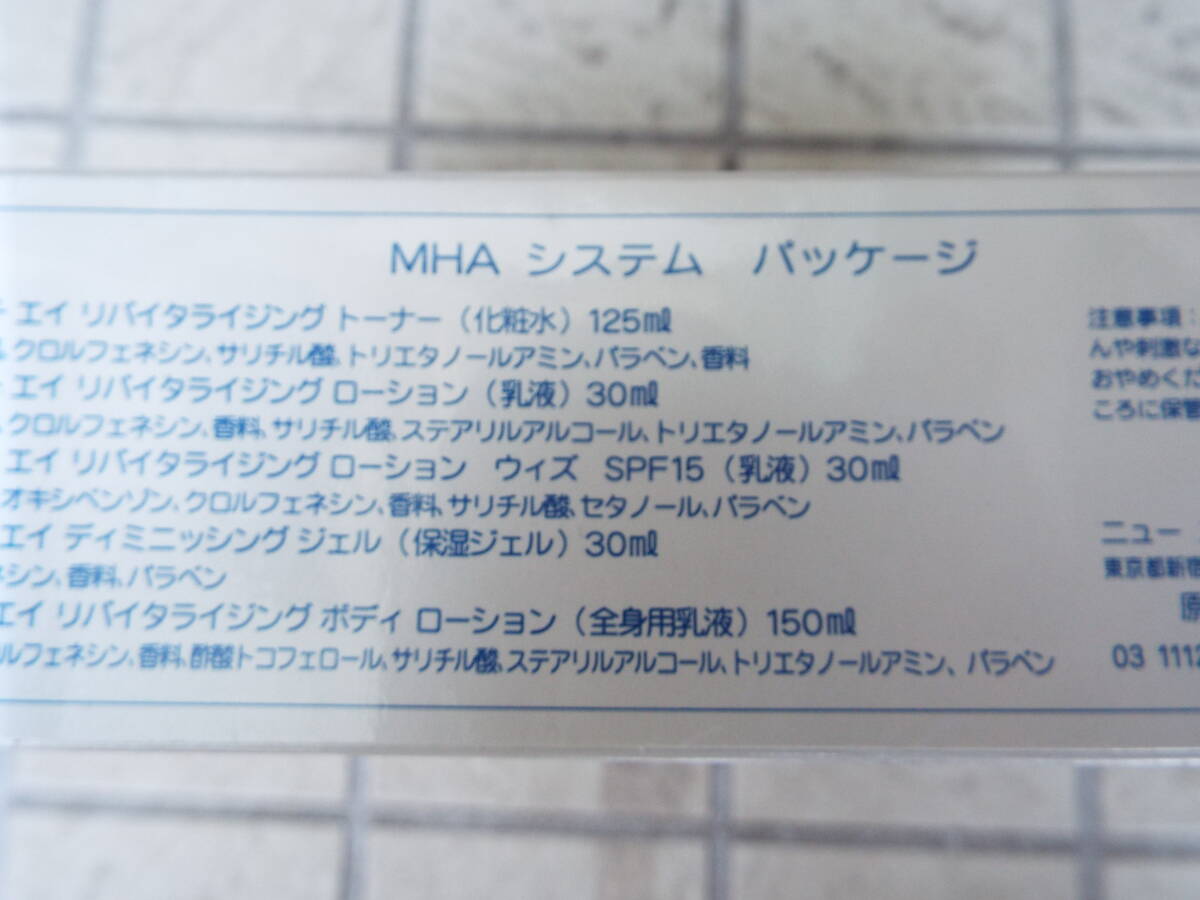 MHA システム パッケージ
エイ リバイタライジング トーナー (化粧水) 125㎖
クロルフェネシン、サリチル酸、トリエタノールアミン、パラベン、香料
エイ リバイタライジング ローション (乳液) 30㎖
クロルフェネシン、香料、サリチル酸、ステアリルアルコール、トリエタノールアミン、パラベン
エイ リバイタライジング ローション ウィズ SPF15 (乳液) 30㎖
オキシベンゾン、クロルフェネシン、香料、サリチル酸、セタノール、パラベン
エイ ディミニッシング ジェル (保湿ジェル) 30㎖
ネシン、香料、パラベン
エイ リバイタライジング ボディ ローション (全身用乳液) 150㎖
ルフェネシン、香料、酢酸トコフェロール、サリチル酸、ステアリルアルコール、トリエタノールアミン、パラベン
注意事項:
んや刺激な
おやめくだ
ころに保管
ニュー
東京都新宿
原
03 1112